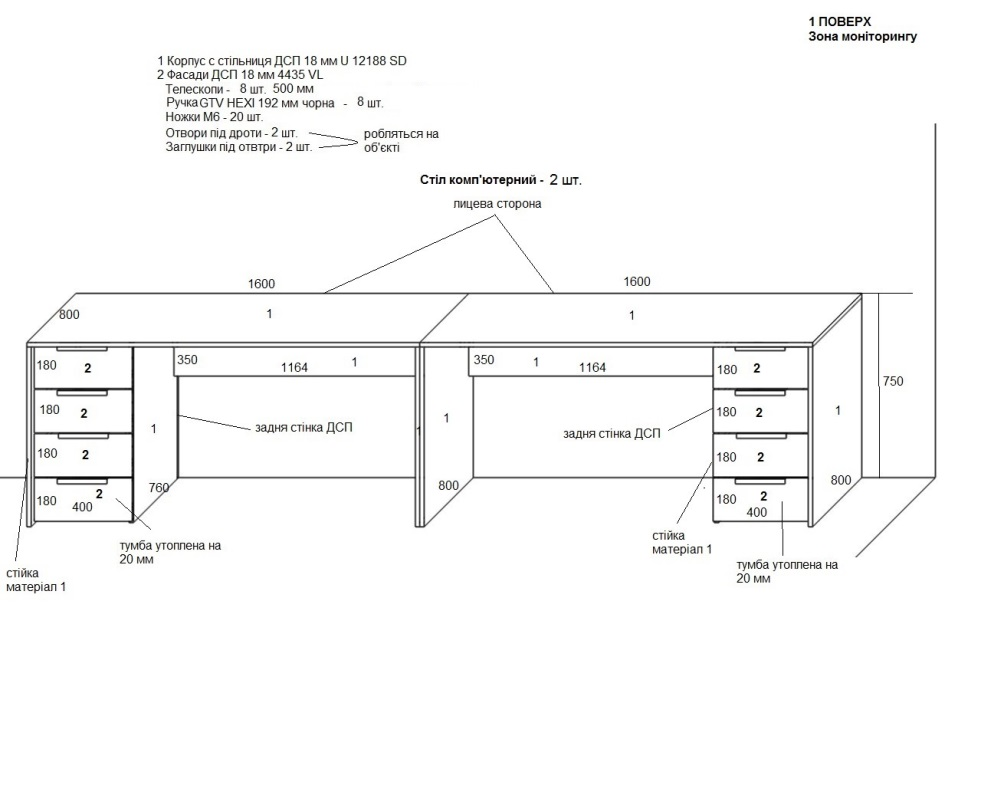 1 ПОВЕРХ
Зона моніторингу
1 Корпус с стільниця ДСП 18 мм U 12188 SD
2 Фасади ДСП 18 мм 4435 VL
Телескопи - 8 шт. 500 мм
Ручка GTV HEXI 192 мм чорна - 8 шт.
Ножки М6 - 20 шт.
Отвори під дроти - 2 шт.
Заглушки під отвтри - 2 шт.
робляться на
об'єкті
Стіл комп'ютерний - 2 шт.
лицева сторона
1600
1600
800
1
1
180
2
350
1164
1
350
1
1164
180
2
750
180
2
180
2
1
1
1
задня стінка ДСП
задня стінка ДСП
180
2
180
2
760
800
800
180
2
400
180
2
400
тумба утоплена на
20 мм
стійка
матеріал 1
стійка
матеріал 1
тумба утоплена на
20 мм